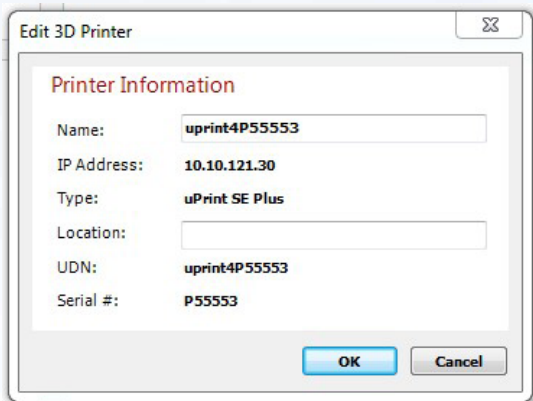 Edit 3D Printer
Printer Information
Name: uprint4P55553
IP Address: 10.10.121.30
Type: uPrint SE Plus
Location:
UDN: uprint4P55553
Serial #: P55553
OK Cancel